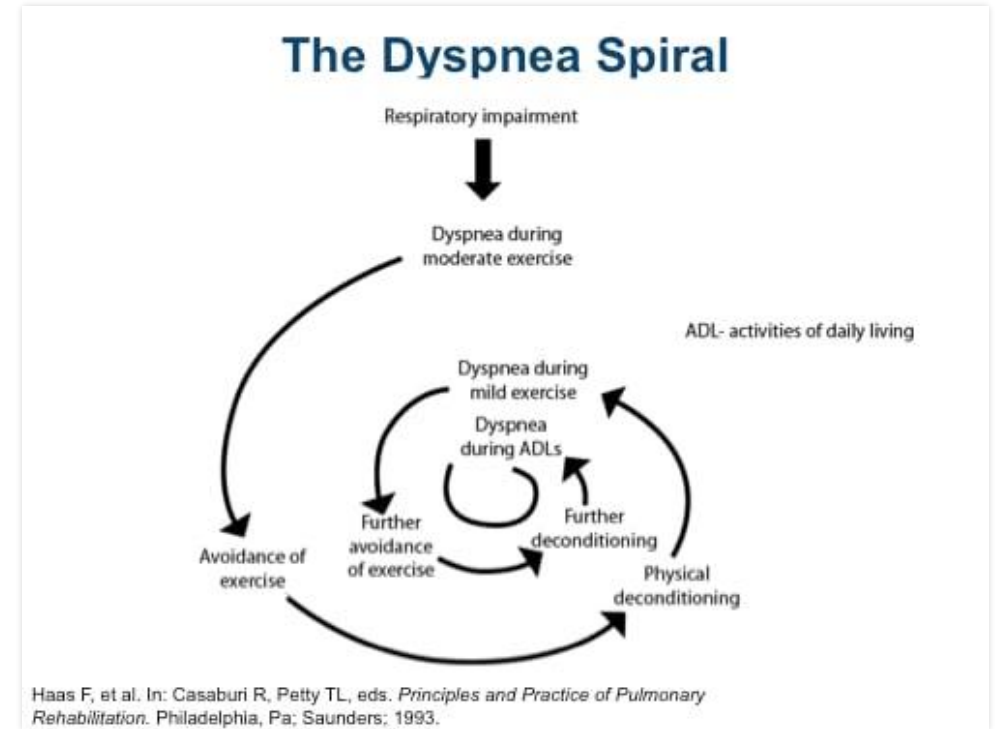 The Dyspnea Spiral
Respiratory impairment
Dyspnea during
moderate exercise
ADL- activities of daily living
Dyspnea during
mild exercise
Dyspnea
during ADLs
Further
avoidance
of exercise
Further
deconditioning
Avoidance of
exercise
Physical
deconditioning
Haas F, et al. In: Casaburi R, Petty TL, eds. Principles and Practice of Pulmonary
Rehabilitation. Philadelphia, Pa; Saunders; 1993.